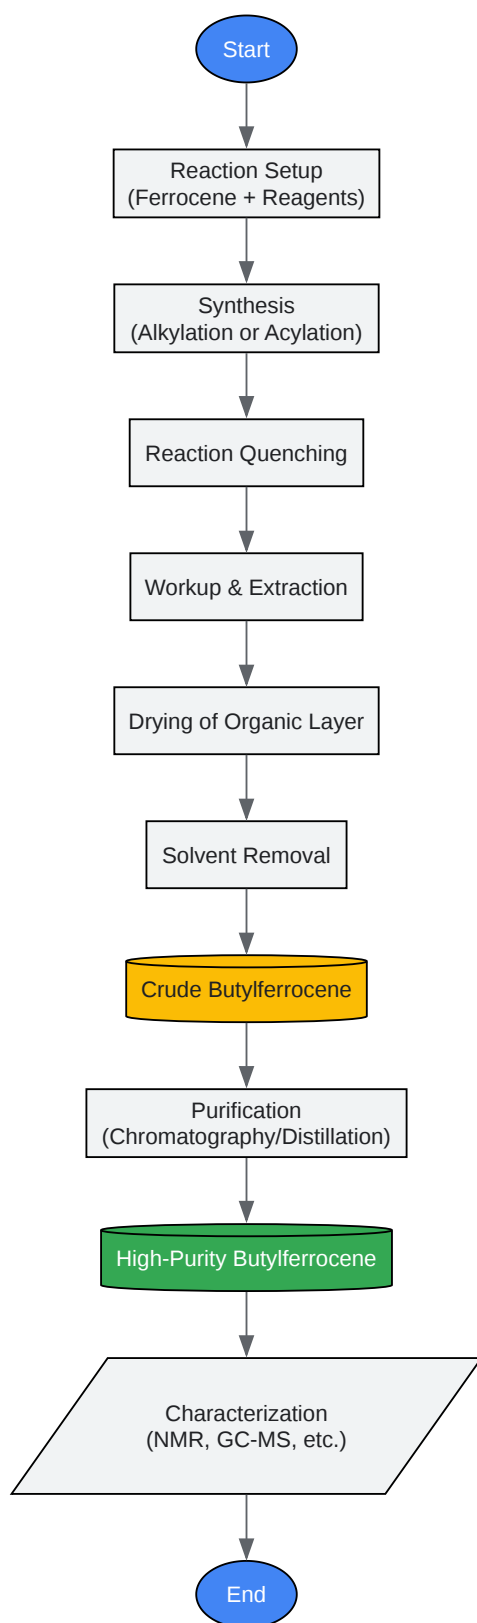 Start
Reaction Setup
(Ferrocene + Reagents)
Synthesis
(Alkylation or Acylation)
Reaction Quenching
Workup & Extraction
Drying of Organic Layer
Solvent Removal
Crude Butylferrocene
Purification
(Chromatography/Distillation)
High-Purity Butylferrocene
Characterization
(NMR, GC-MS, etc.)
End